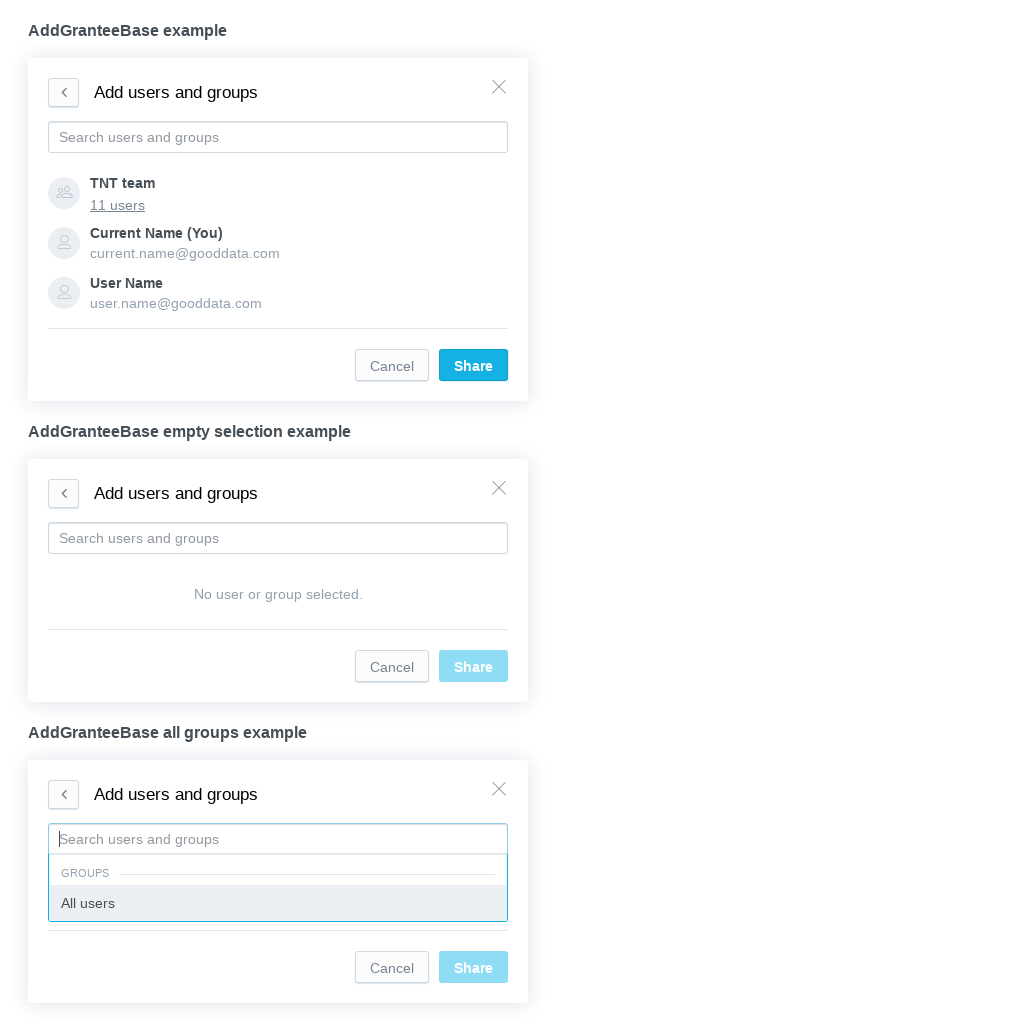 AddGranteeBase example
Add users and groups
Search users and groups
TNT team
11 users
Current Name (You)
current.name@gooddata.com
User Name
user.name@gooddata.com
Cancel Share
AddGranteeBase empty selection example
Add users and groups
Search users and groups
No user or group selected.
Cancel Share
AddGranteeBase all groups example
Add users and groups
Search users and groups
GROUPS
All users
Cancel Share